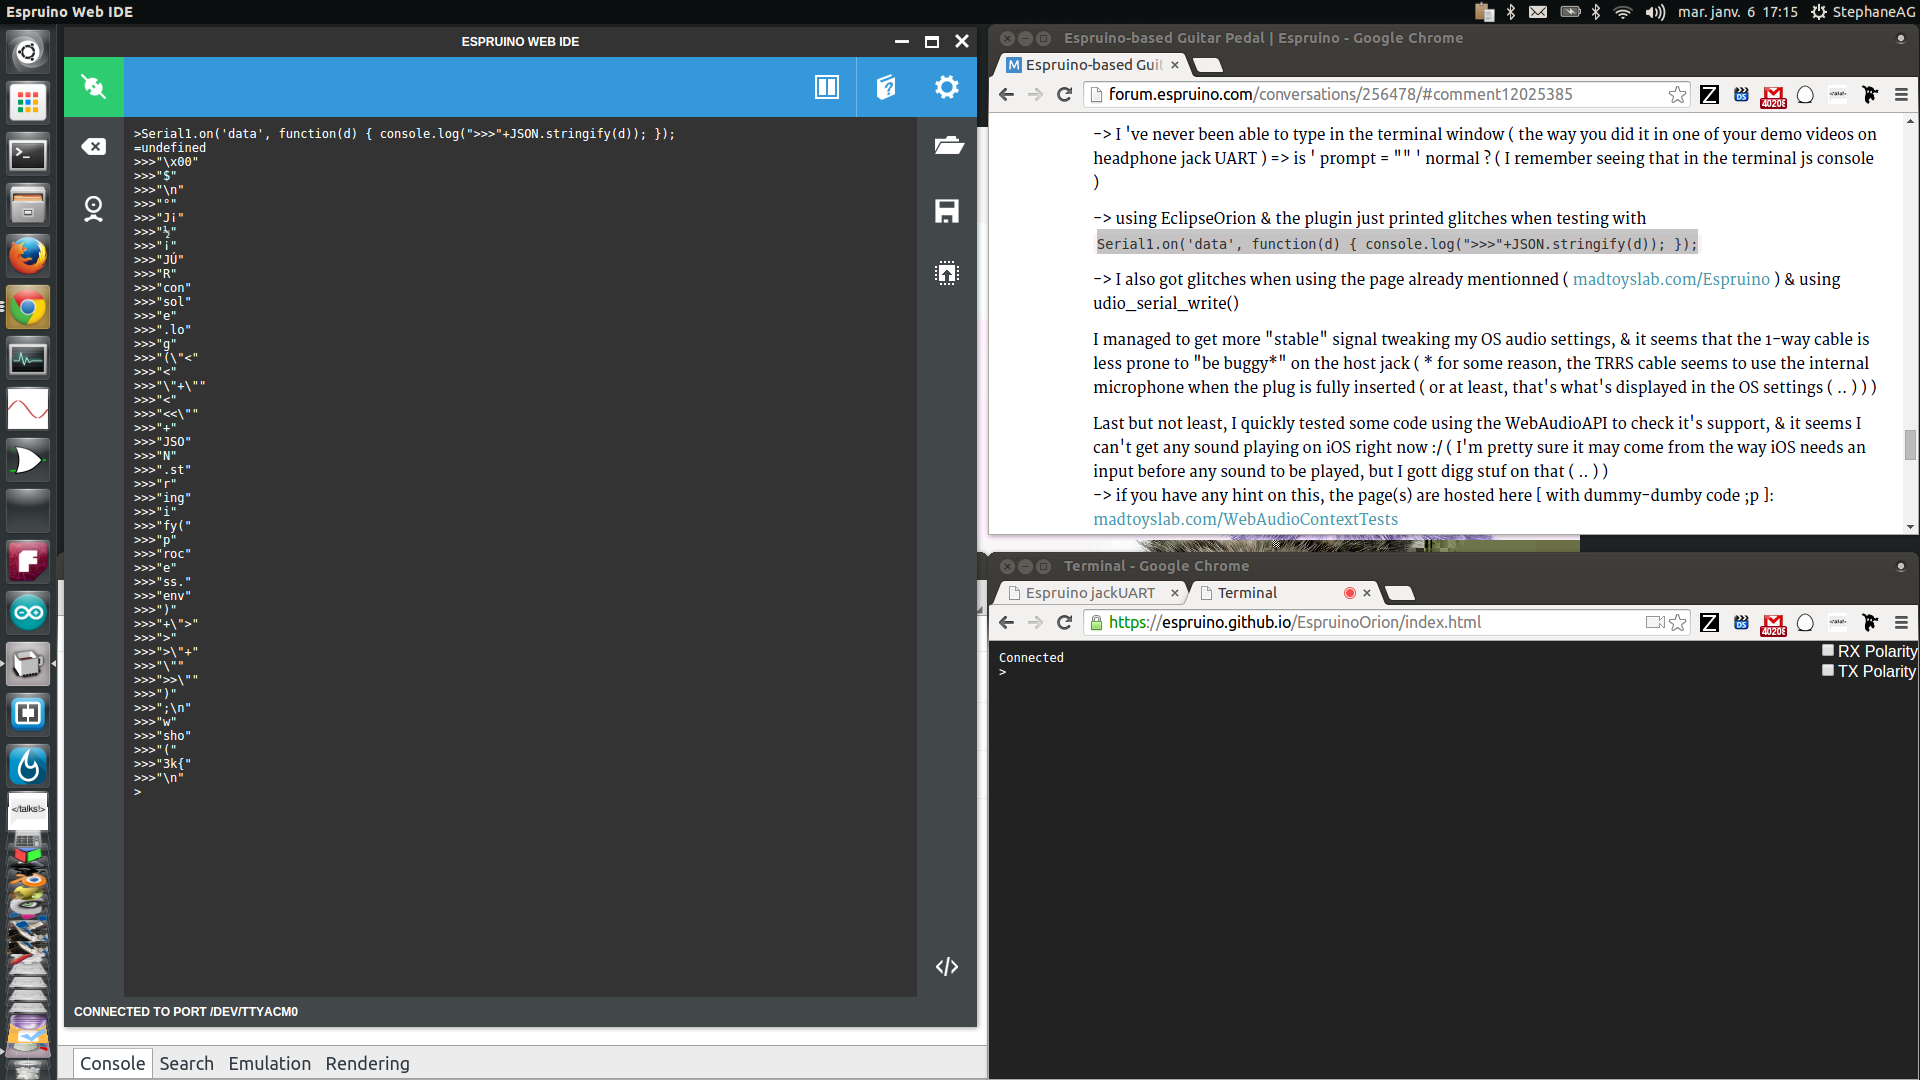 Espruino Web IDE
mar. janv. 6 17:15 StephaneAG
ESPRUINO WEB IDE
>Serial1.on('data', function(d) { console.log(">>>"+JSON.stringify(d)); });
=undefined
>>>"\x00"
>>>"$"
>>>"\n"
>>>"°"
>>>"J¡"
>>>"½"
>>>"¡"
>>>"JÚ"
>>>"R"
>>>"con"
>>>"sol"
>>>"e"
>>>".lo"
>>>"g"
>>>"(\"<"
>>>"<"
>>>"\"+\""
>>>"<"
>>>"<<\""
>>>"+"
>>>"JSO"
>>>"N"
>>>".st"
>>>"r"
>>>"ing"
>>>"i"
>>>"fy("
>>>"p"
>>>"roc"
>>>"e"
>>>"ss."
>>>"env"
>>>")"
>>>"+\">"
>>>">"
>>>">\"+"
>>>"\""
>>>">>\""
>>>")"
>>>";\n"
>>>"w"
>>>"sho"
>>>"("
>>>"3k{"
>>>"\n"
>
CONNECTED TO PORT /DEV/TTYACM0
Console Search Emulation Rendering
Espruino-based Guitar Pedal | Espruino - Google Chrome
Espruino-based Guit
forum.espruino.com/conversations/256478/#comment12025385
40208
-> I 've never been able to type in the terminal window ( the way you did it in one of your demo videos on
headphone jack UART ) => is ' prompt = "" ' normal ? ( I remember seeing that in the terminal js console
)
-> using EclipseOrion & the plugin just printed glitches when testing with
Serial1.on('data', function(d) { console.log(">>>"+JSON.stringify(d)); });
-> I also got glitches when using the page already mentionned ( madtoyslab.com/Espruino ) & using
udio_serial_write()
I managed to get more "stable" signal tweaking my OS audio settings, & it seems that the 1-way cable is
less prone to "be buggy*" on the host jack ( * for some reason, the TRRS cable seems to use the internal
microphone when the plug is fully inserted ( or at least, that's what's displayed in the OS settings ( .. ) ) )
Last but not least, I quickly tested some code using the WebAudioAPI to check it's support, & it seems I
can't get any sound playing on iOS right now :/ ( I'm pretty sure it may come from the way iOS needs an
input before any sound to be played, but I gott digg stuf on that ( .. ) )
-> if you have any hint on this, the page(s) are hosted here [ with dummy-dumby code ;p ]:
madtoyslab.com/WebAudioContextTests
Terminal - Google Chrome
Espruino jackUART Terminal
https://espruino.github.io/EspruinoOrion/index.html
40208
Connected
>
RX Polarity
TX Polarity
</talks!>